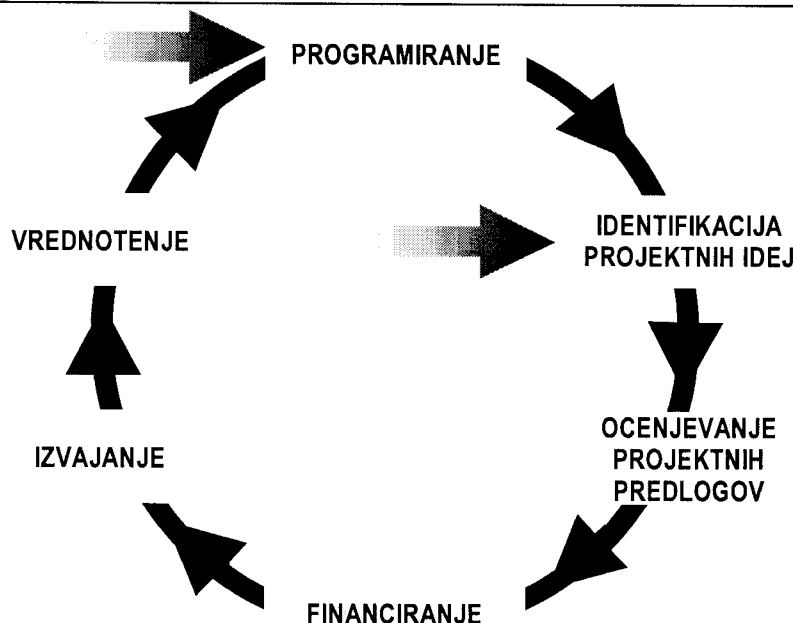 PROGRAMIRANJE
IDENTIFIKACIJA
PROJEKTNIH IDEJ
OCENJEVANJE
PROJEKTNIH
PREDLOGOV
FINANCIRANJE
IZVAJANJE
VREDNOTENJE